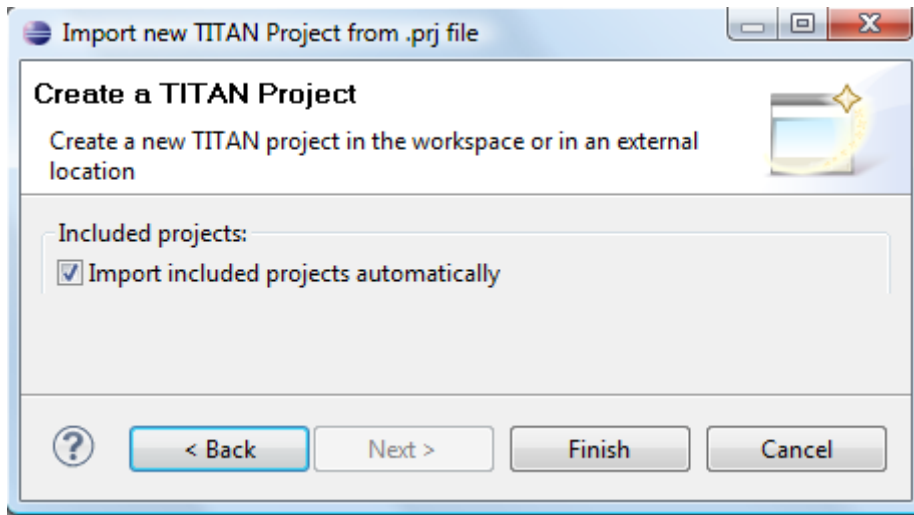 Import new TITAN Project from .prj file
Create a TITAN Project
Create a new TITAN project in the workspace or in an external
location
Included projects:
Import included projects automatically
?
< Back
Next >
Finish
Cancel